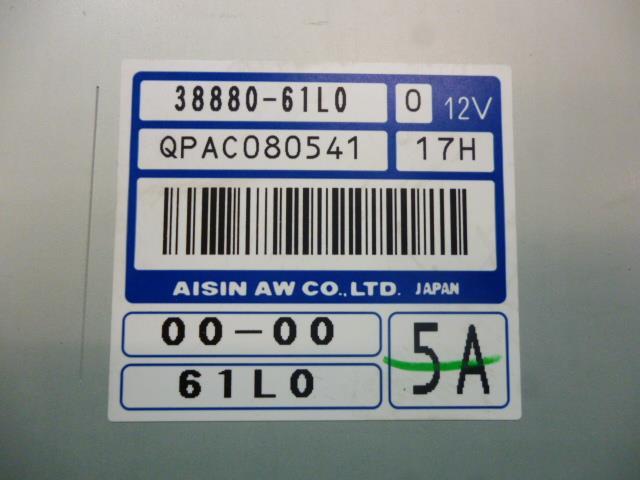 38880-61L0 0 12V
QPAC080541 17H
AISIN AW CO.,LTD. JAPAN
00-00
61L0
5A